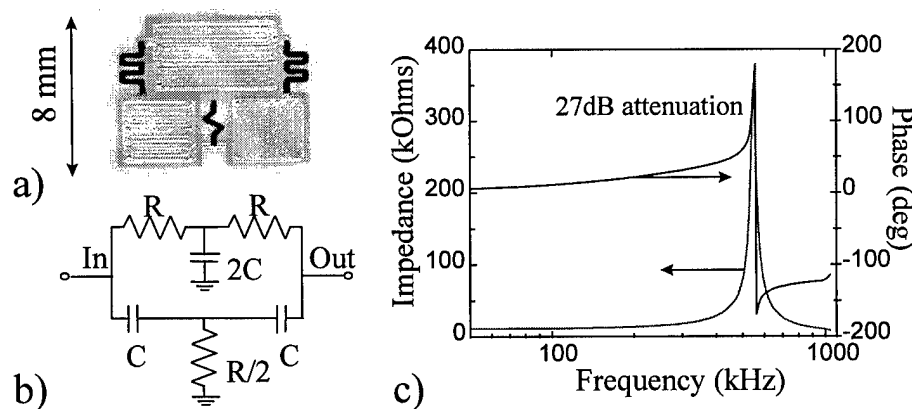 a)
8 mm
b)
R
R
In
2C
Out
C
C
R/2
c)
Impedance (kOhms)
400
300
200
100
0
27dB attenuation
200
100
0
-100
-200
Phase (deg)
100
1000
Frequency (kHz)